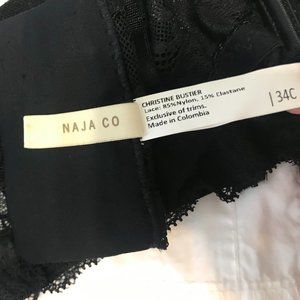 NAJA CO
CHRISTINE BUSTIER
Lace: 85%Nylon, 15% Elastane
Exclusive of trims.
Made in Colombia
| 34C